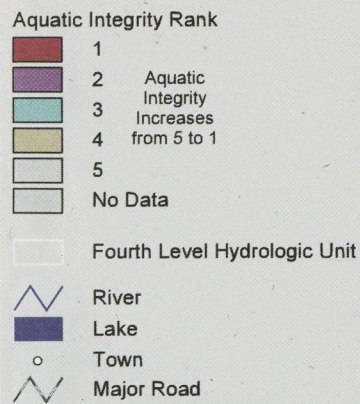 Aquatic Integrity Rank
1
2
3
4
5
Aquatic
Integrity
Increases
from 5 to 1
No Data
Fourth Level Hydrologic Unit
River
Lake
Town
Major Road